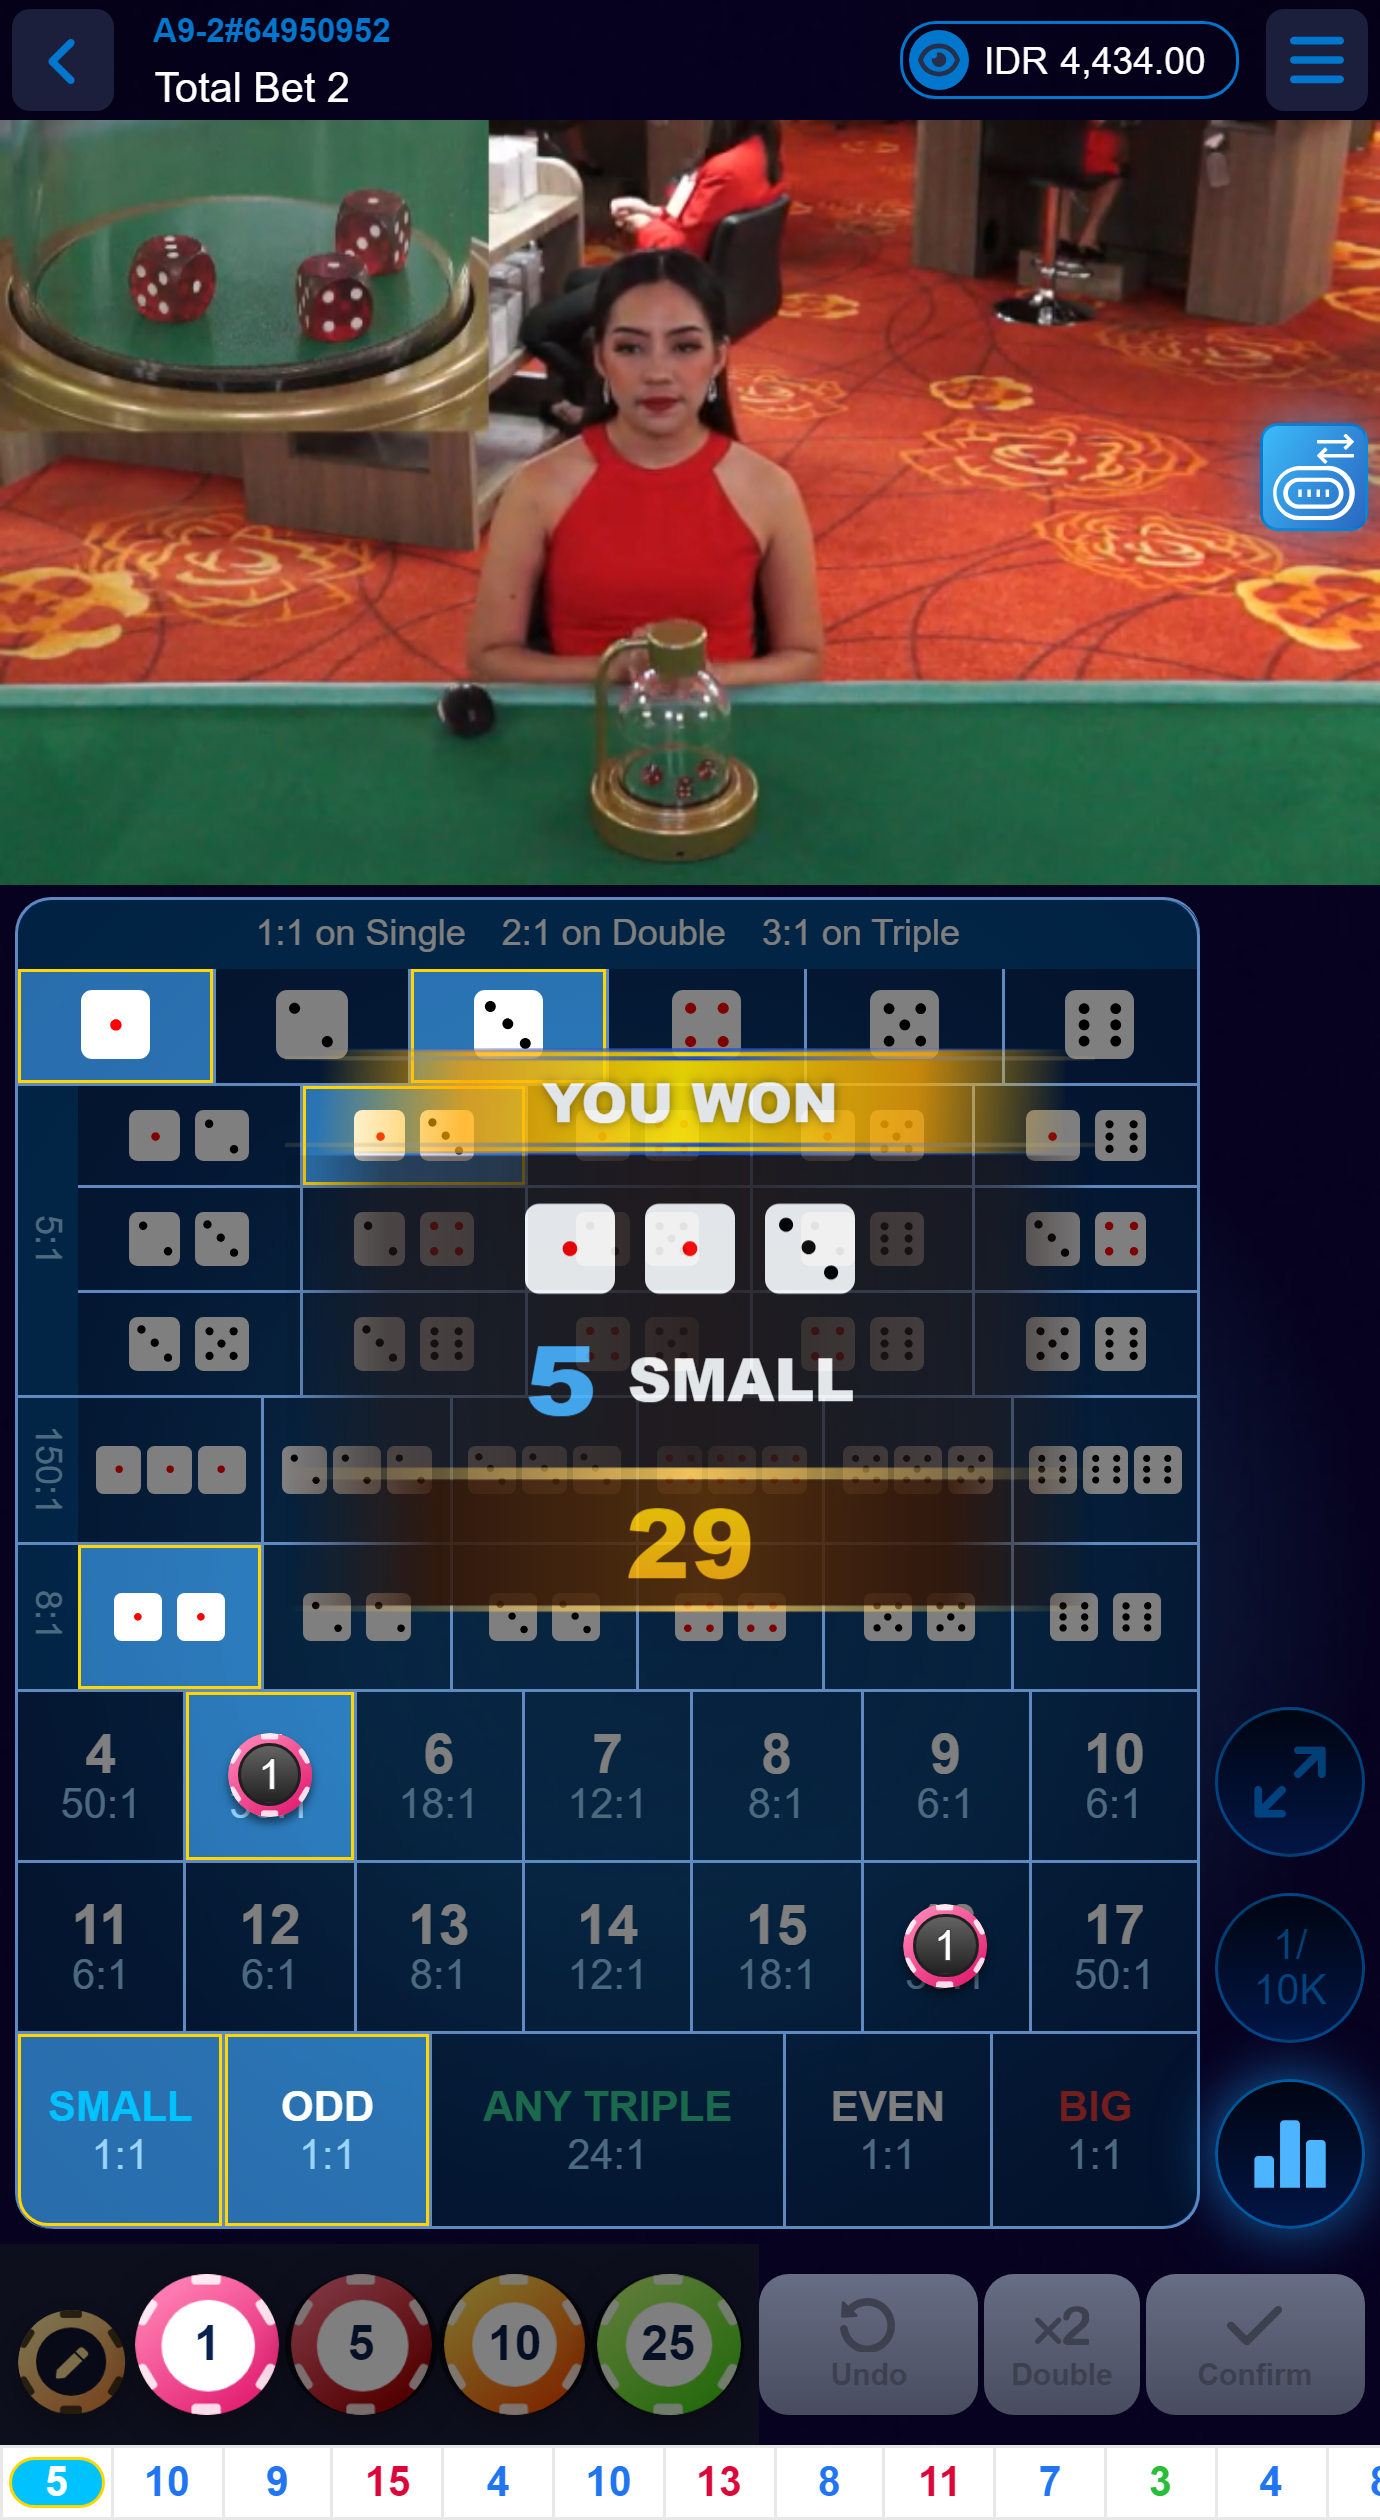 A9-2#64950952
Total Bet 2
IDR 4,434.00
1:1 on Single 2:1 on Double 3:1 on Triple
YOU WON
5:1
5 SMALL
150:1
29
8:1
4 1 6 7 8 9 10
50:1 18:1 12:1 8:1 6:1 6:1
11 12 13 14 15 1 17
6:1 6:1 8:1 12:1 18:1 50:1
1/
10K
SMALL ODD ANY TRIPLE EVEN BIG
1:1 1:1 24:1 1:1 1:1
1 5 10 25
x2
Undo Double Confirm
5 10 9 15 4 10 13 8 11 7 3 4 8